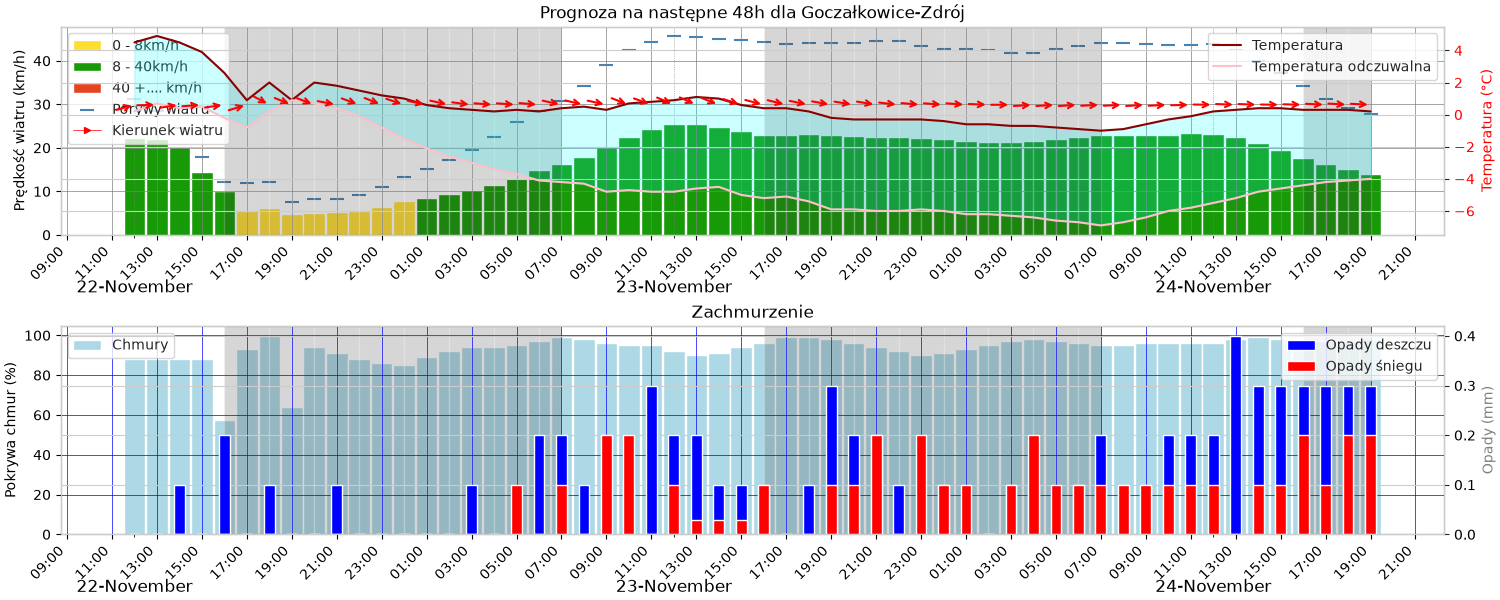 Prognoza na następne 48h dla Goczałkowice-Zdrój
Prędkość wiatru (km/h)
0
10
20
30
40
0 - 8km/h
8 - 40km/h
40 +.... km/h
Porywy wiatru
Kierunek wiatru
Temperatura
Temperatura odczuwalna
4
2
0
−2
−4
−6
Temperatura (°C)
09:00 11:00 13:00 15:00 17:00 19:00 21:00 23:00 01:00 03:00 05:00 07:00 09:00 11:00 13:00 15:00 17:00 19:00 21:00 23:00 01:00 03:00 05:00 07:00 09:00 11:00 13:00 15:00 17:00 19:00 21:00
22-November 23-November 24-November
Zachmurzenie
Pokrywa chmur (%)
100
80
60
40
20
0
Chmury
Opady deszczu
Opady śniegu
0.4
0.3
0.2
0.1
0.0
Opady (mm)
09:00 11:00 13:00 15:00 17:00 19:00 21:00 23:00 01:00 03:00 05:00 07:00 09:00 11:00 13:00 15:00 17:00 19:00 21:00 23:00 01:00 03:00 05:00 07:00 09:00 11:00 13:00 15:00 17:00 19:00 21:00
22-November 23-November 24-November